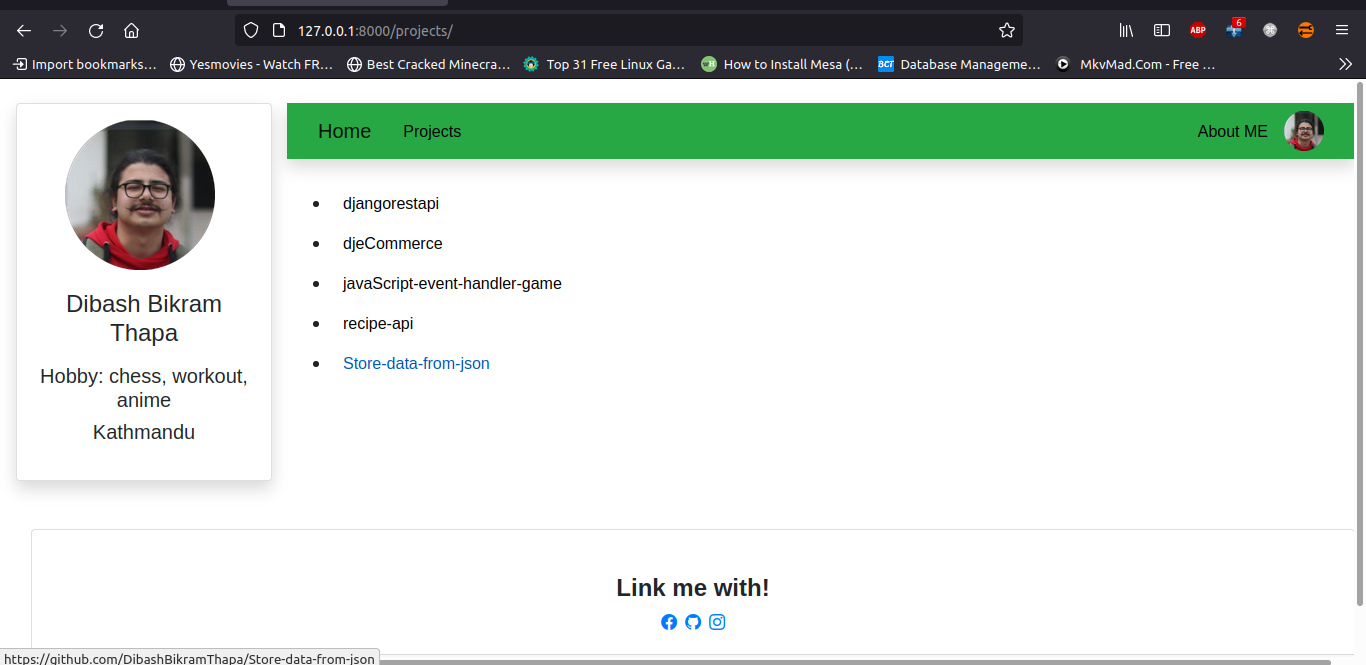 127.0.0.1:8000/projects/
ABP
6
Import bookmarks...
Yesmovies - Watch FR...
Best Cracked Minecra...
Top 31 Free Linux Ga...
How to Install Mesa (...
BCT
Database Manageme...
MkvMad.Com - Free ...
Home
Projects
About ME
Dibash Bikram
Thapa
Hobby: chess, workout,
anime
Kathmandu
djangorestapi
djeCommerce
javaScript-event-handler-game
recipe-api
Store-data-from-json
Link me with!
https://github.com/DibashBikramThapa/Store-data-from-json